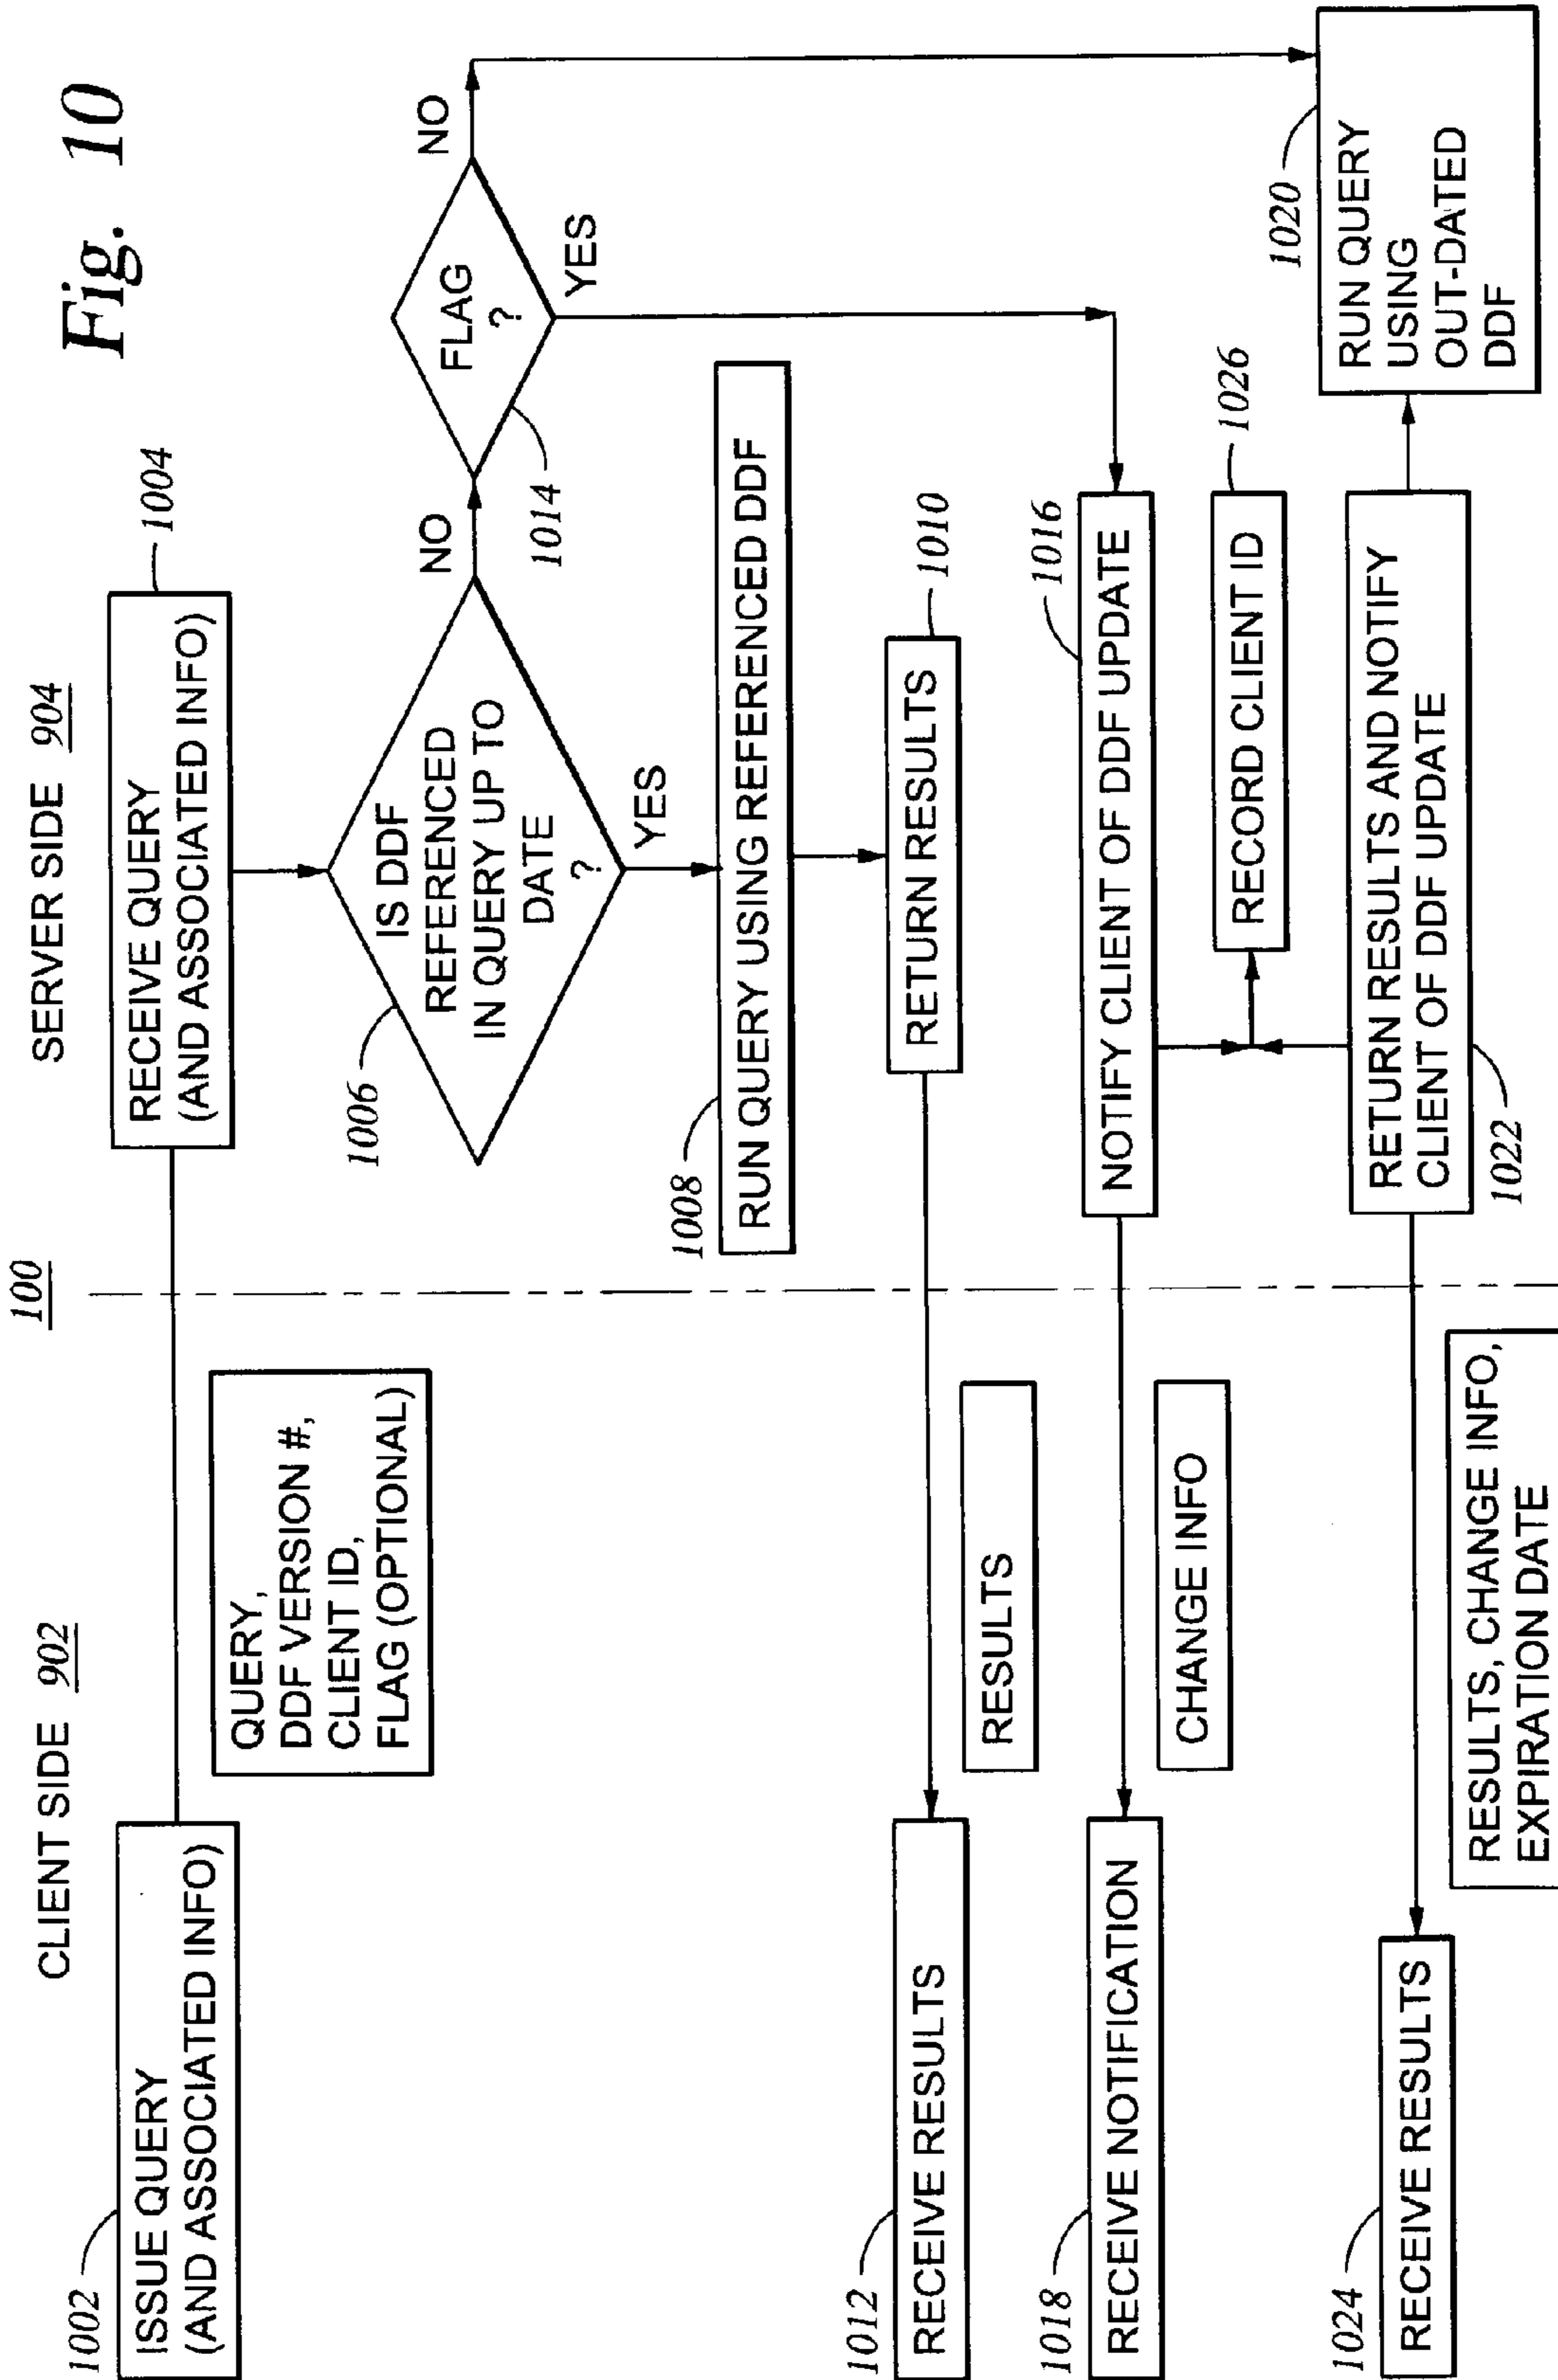 Fig. 10
100
CLIENT SIDE 902
SERVER SIDE 904
1002
ISSUE QUERY
(AND ASSOCIATED INFO)
QUERY,
DDF VERSION #,
CLIENT ID,
FLAG (OPTIONAL)
RECEIVE QUERY
(AND ASSOCIATED INFO)
1004
1006
IS DDF
REFERENCED
IN QUERY UP TO
DATE
?
NO
YES
FLAG
?
1014
NO
YES
1008
RUN QUERY USING REFERENCED DDF
RETURN RESULTS
1010
1012
RECEIVE RESULTS
RESULTS
NOTIFY CLIENT OF DDF UPDATE
1016
1018
RECEIVE NOTIFICATION
CHANGE INFO
RECORD CLIENT ID
1026
1020
RUN QUERY
USING
OUT-DATED
DDF
RETURN RESULTS AND NOTIFY
CLIENT OF DDF UPDATE
1022
1024
RECEIVE RESULTS
RESULTS, CHANGE INFO,
EXPIRATION DATE